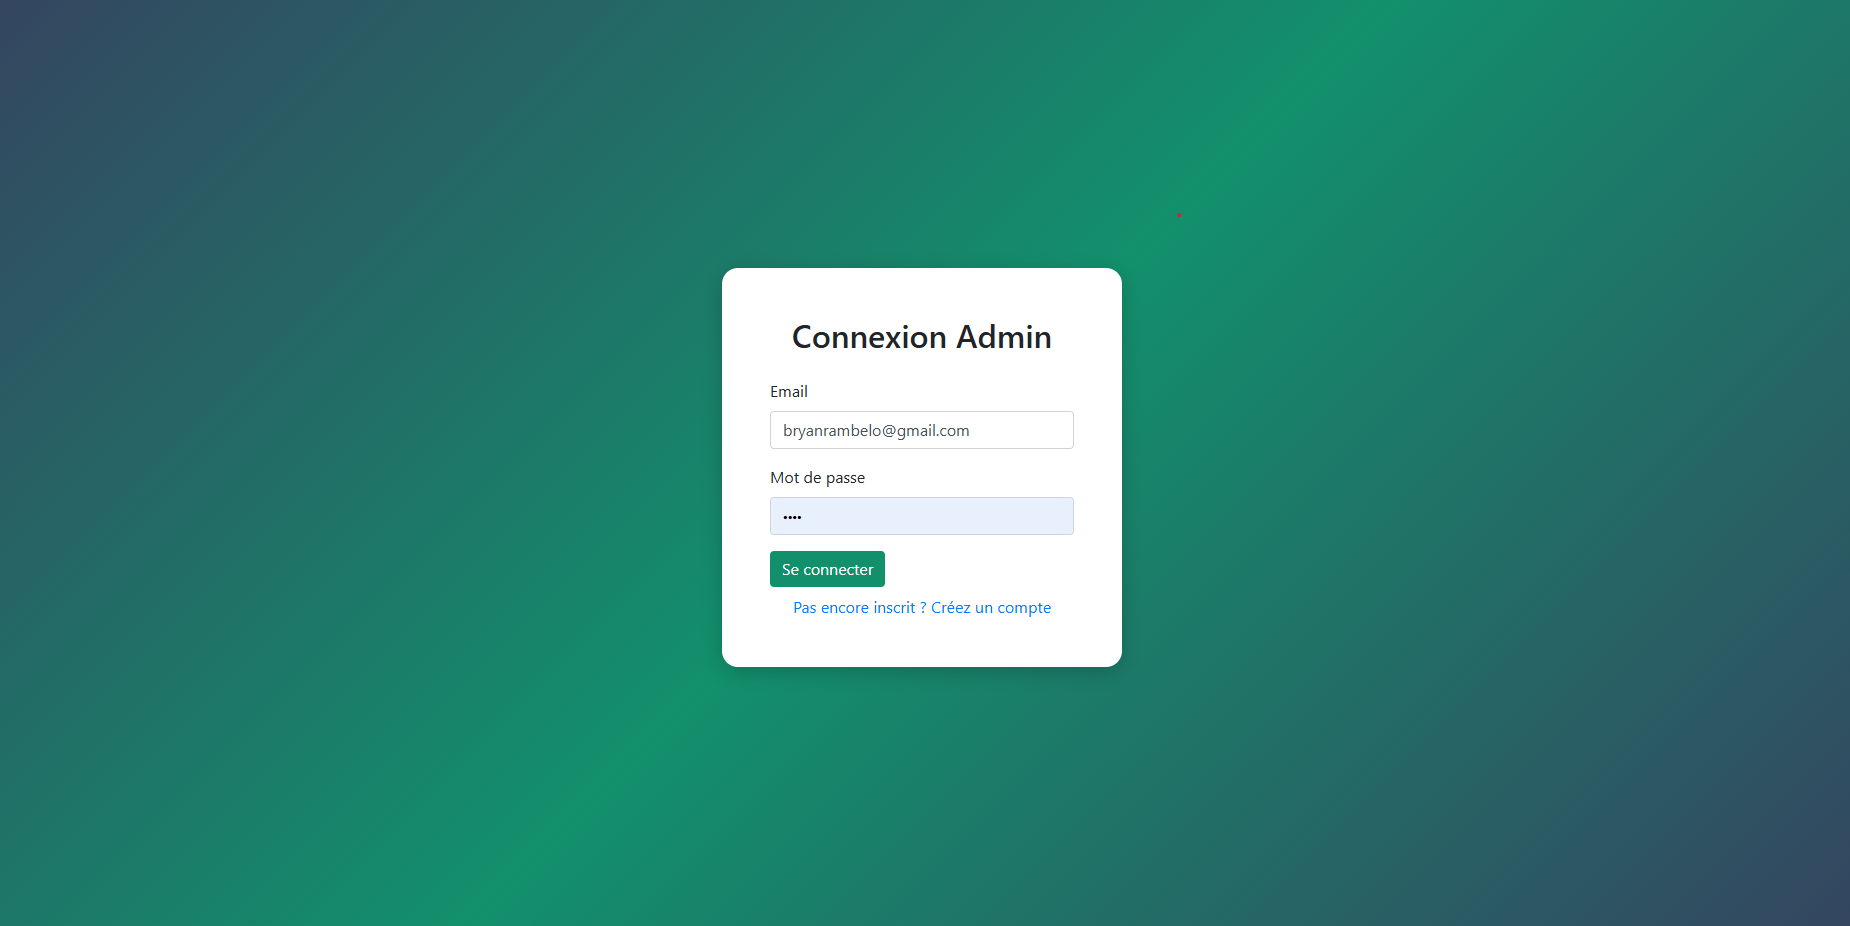 Connexion Admin
Email
bryanrambelo@gmail.com
Mot de passe
••••
Se connecter
Pas encore inscrit ? Créez un compte